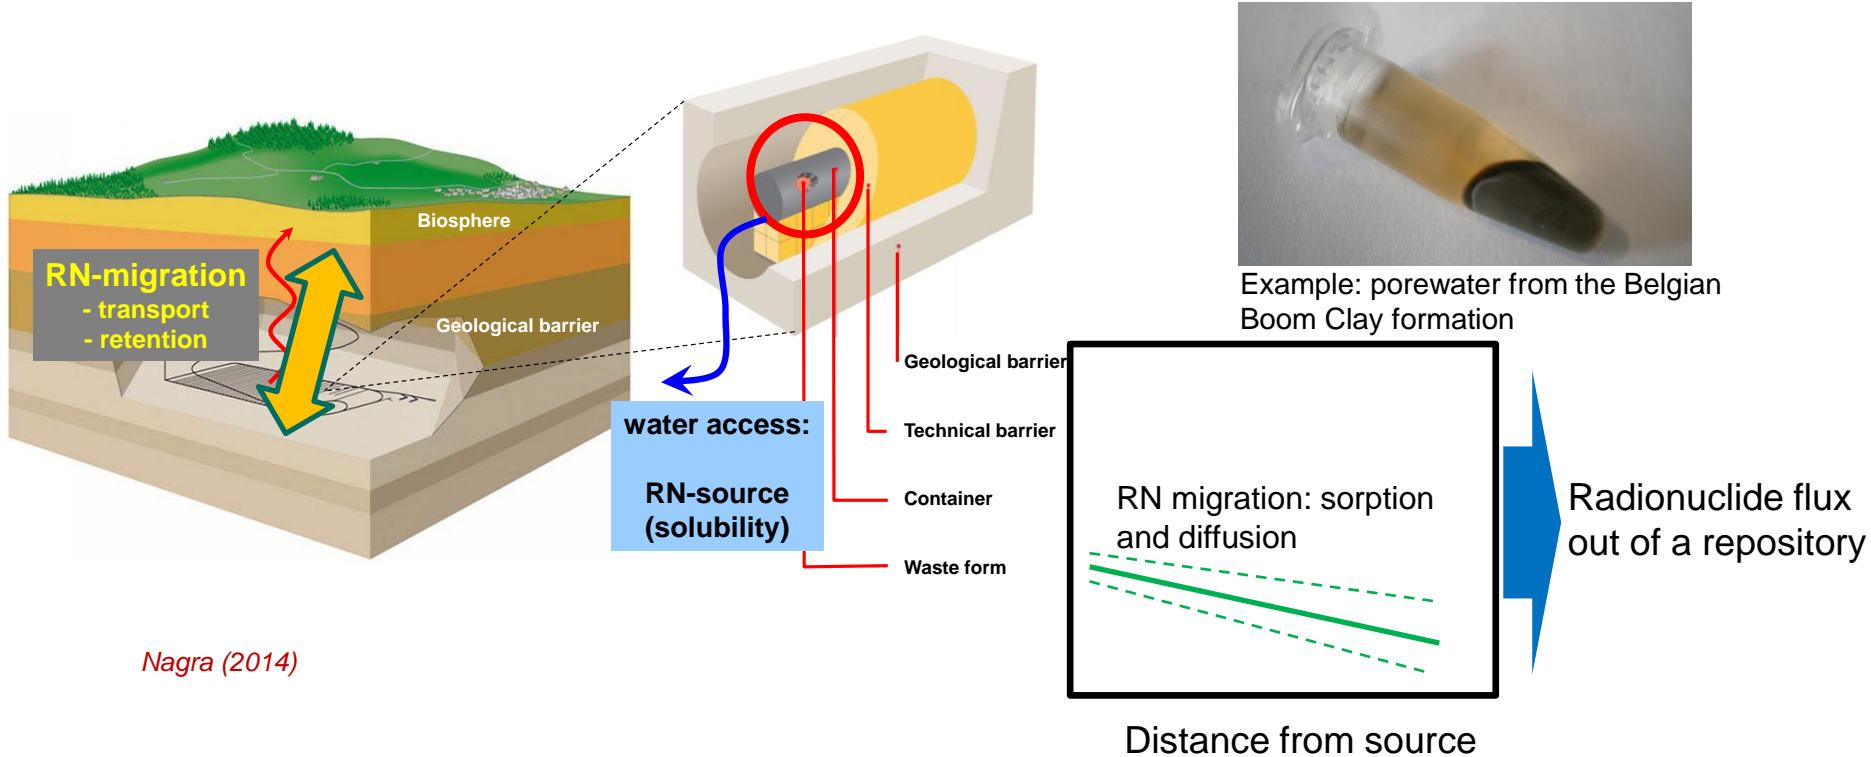 Biosphere
RN-migration
- transport
- retention
Geological barrier
Nagra (2014)
water access:
RN-source
(solubility)
Geological barrier
Technical barrier
Container
Waste form
Example: porewater from the Belgian
Boom Clay formation
RN migration: sorption
and diffusion
Distance from source
Radionuclide flux
out of a repository